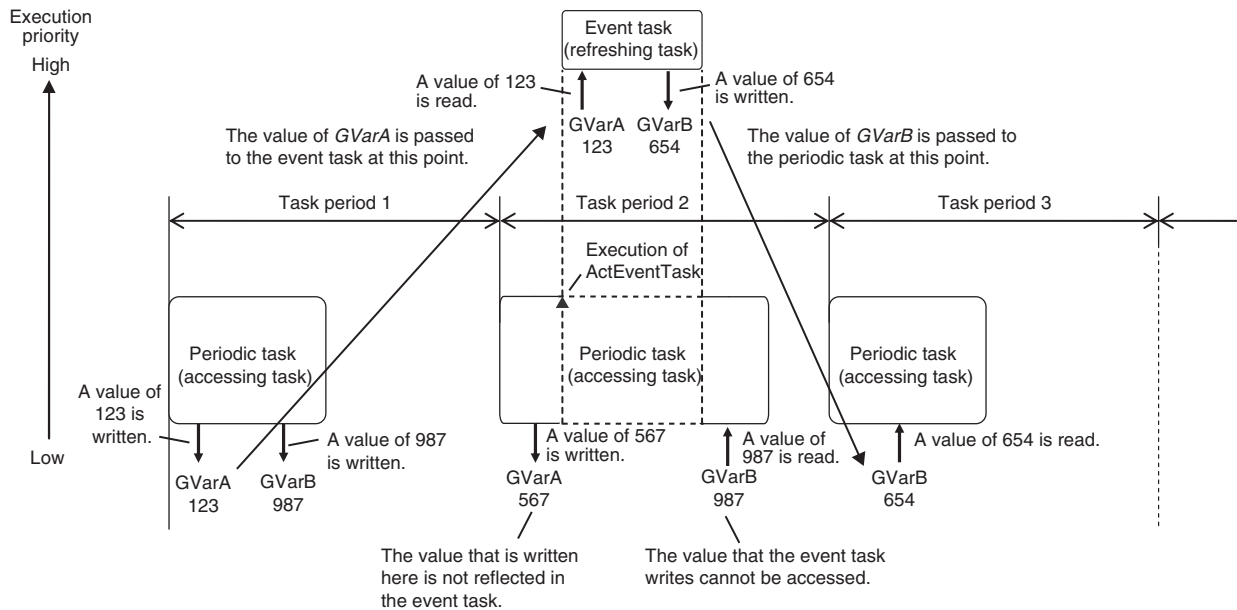 Execution
priority
High
Event task
(refreshing task)
A value of 123
is read.
A value of 654
is written.
GVarA
123
GVarB
654
The value of GVarA is passed
to the event task at this point.
The value of GVarB is passed to
the periodic task at this point.
Task period 1
Task period 2
Task period 3
Execution of
ActEventTask
Periodic task
(accessing task)
Periodic task
(accessing task)
Periodic task
(accessing task)
A value of
123 is
written.
A value of 987
is written.
A value of 567
is written.
A value of
987 is read.
A value of 654 is read.
Low
GVarA
123
GVarB
987
GVarA
567
GVarB
987
GVarB
654
The value that is written
here is not reflected in
the event task.
The value that the event task
writes cannot be accessed.